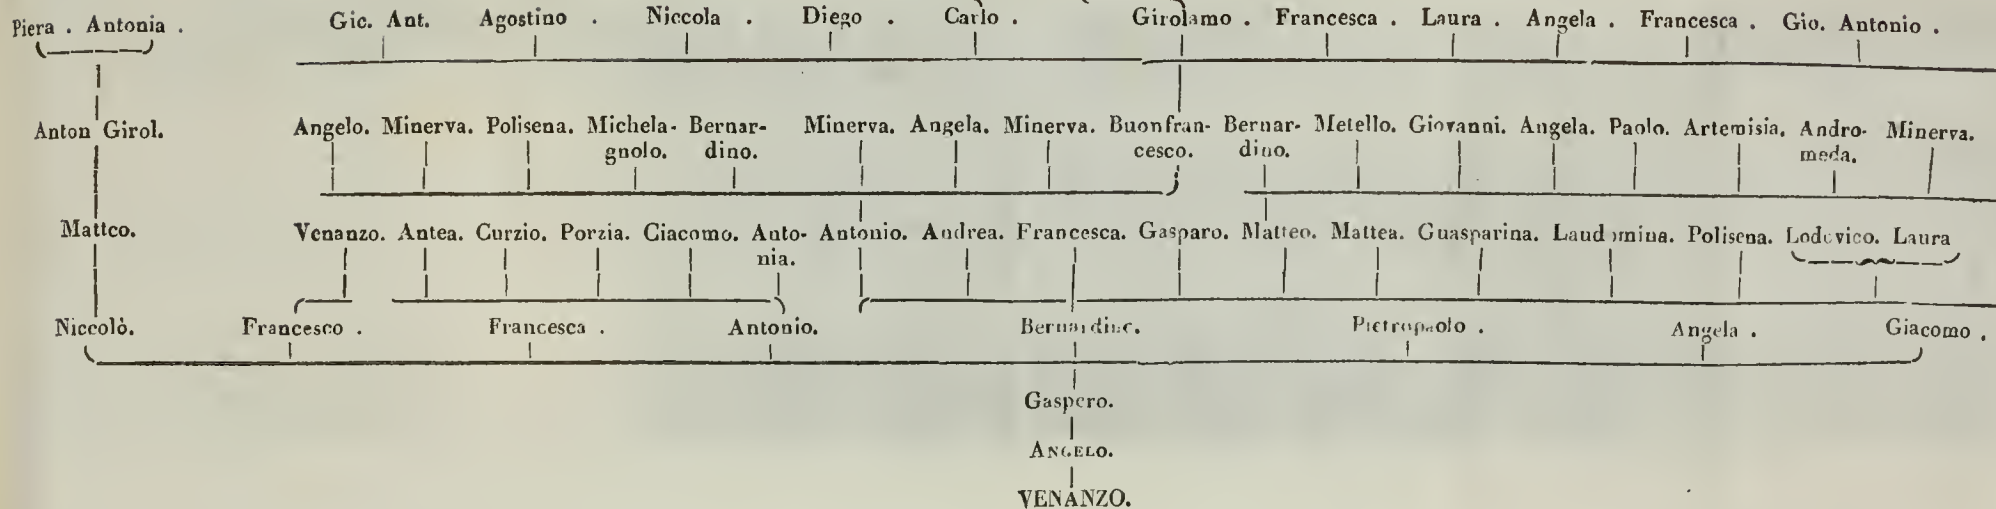 Piera . Antonia . Gio. Ant. Agostino . Niccola . Diego . Carlo . Girolamo . Francesca . Laura . Angela . Francesca . Gio. Antonio .
Anton Girol. Angelo. Minerva. Polisena. Michela- Bernar- Minerva. Angela. Minerva. Buonfran- Bernar- Metello. Giovanni. Angela. Paolo. Artemisia. Andro- Minerva.
gnolo. dino. cesco. dino. meda.
Matteo. Venanzo. Antea. Curzio. Porzia. Giacomo. Anto- Antonio. Andrea. Francesca. Gasparo. Matteo. Mattea. Guasparina. Laudomina. Polisena. Lodovico. Laura
nia.
Niccolò. Francesco . Francesca . Antonio. Bernardino. Pietropaolo . Angela . Giacomo .
Gaspero.
ANGELO.
VENANZO.